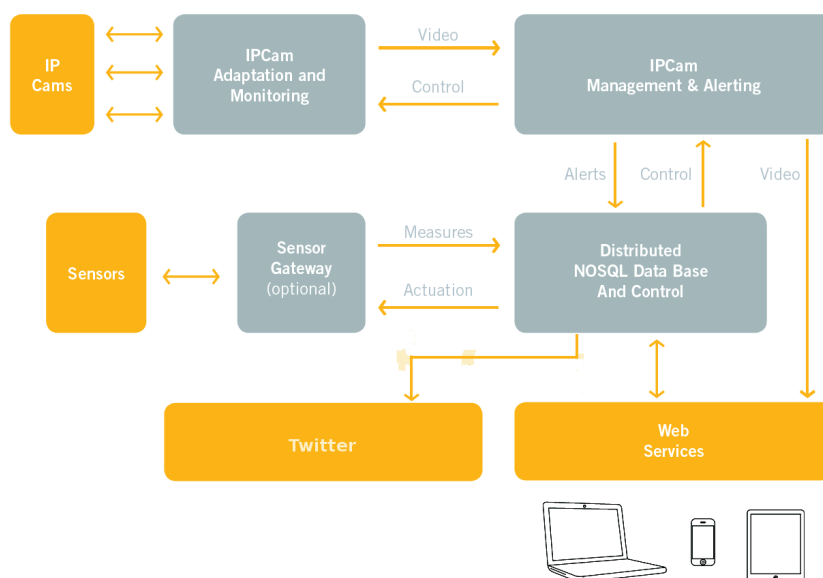 IP
Cams
IPCam
Adaptation and
Monitoring
Video
Control
IPCam
Management & Alerting
Alerts
Control
Video
Sensors
Sensor
Gateway
(optional)
Measures
Actuation
Distributed
NOSQL Data Base
And Control
Twitter
Web
Services